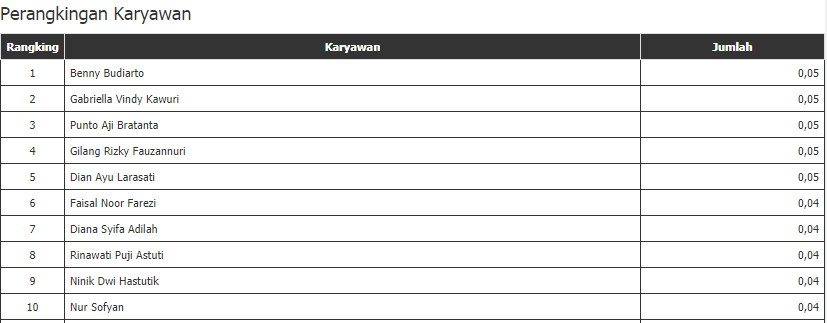 Perangkingan Karyawan
Rangking Karyawan Jumlah
1 Benny Budiarto 0,05
2 Gabriella Vindy Kawuri 0,05
3 Punto Aji Bratanta 0,05
4 Gilang Rizky Fauzannuri 0,05
5 Dian Ayu Larasati 0,05
6 Faisal Noor Farezi 0,04
7 Diana Syifa Adilah 0,04
8 Rinawati Puji Astuti 0,04
9 Ninik Dwi Hastutik 0,04
10 Nur Sofyan 0,04